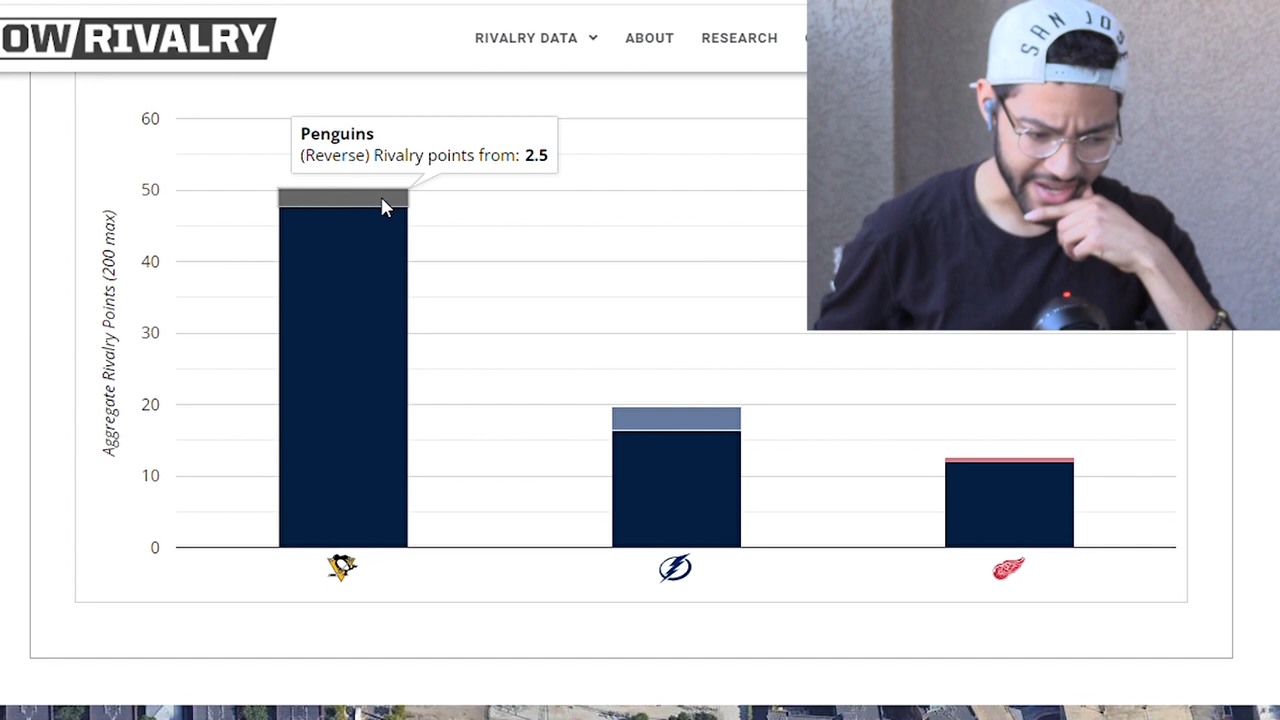 OW RIVALRY
RIVALRY DATA
ABOUT
RESEARCH
SAN JOS
60
Penguins
(Reverse) Rivalry points from: 2.5
50
40
30
20
10
0
Aggregate Rivalry Points (200 max)